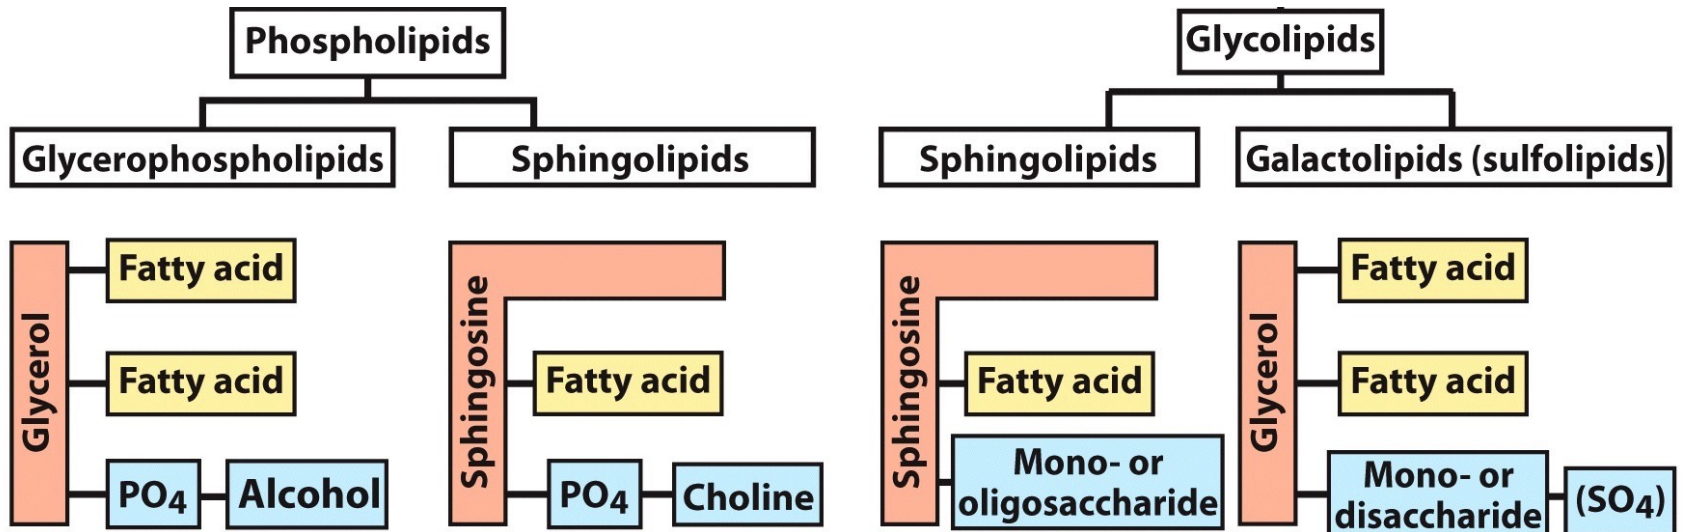 Phospholipids
Glycolipids
Glycerophospholipids
Sphingolipids
Sphingolipids
Galactolipids (sulfolipids)
Glycerol
Fatty acid
Fatty acid
PO4
Alcohol
Sphingosine
Fatty acid
PO4
Choline
Sphingosine
Fatty acid
Mono- or
oligosaccharide
Glycerol
Fatty acid
Fatty acid
Mono- or
disaccharide
(SO4)